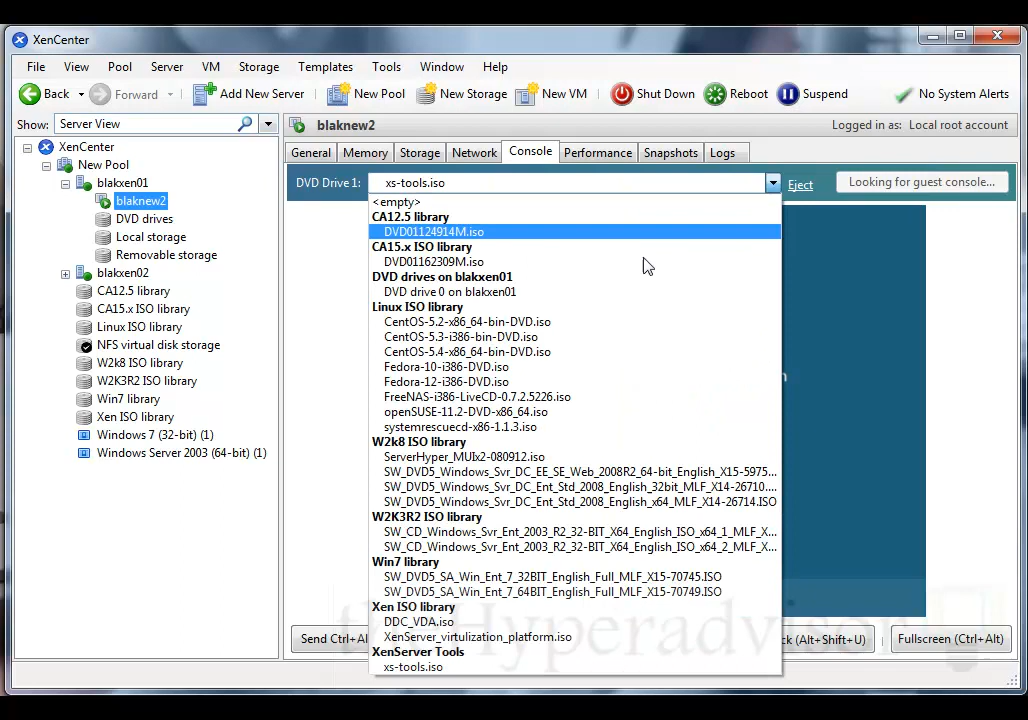 XenCenter
File View Pool Server VM Storage Templates Tools Window Help
Back Forward Add New Server New Pool New Storage New VM Shut Down Reboot Suspend No System Alerts
Show: Server View
blaknew2 Logged in as: Local root account
XenCenter
New Pool
blakxen01
blaknew2
DVD drives
Local storage
Removable storage
blakxen02
CA12.5 library
CA15.x ISO library
Linux ISO library
NFS virtual disk storage
W2k8 ISO library
W2K3R2 ISO library
Win7 library
Xen ISO library
Windows 7 (32-bit) (1)
Windows Server 2003 (64-bit) (1)
General Memory Storage Network Console Performance Snapshots Logs
DVD Drive 1: xs-tools.iso Eject Looking for guest console...
<empty>
CA12.5 library
DVD01124914M.iso
CA15.x ISO library
DVD01162309M.iso
DVD drives on blakxen01
DVD drive 0 on blakxen01
Linux ISO library
CentOS-5.2-x86_64-bin-DVD.iso
CentOS-5.3-i386-bin-DVD.iso
CentOS-5.4-x86_64-bin-DVD.iso
Fedora-10-i386-DVD.iso
Fedora-12-i386-DVD.iso
FreeNAS-i386-LiveCD-0.7.2.5226.iso
openSUSE-11.2-DVD-x86_64.iso
systemrescuecd-x86-1.1.3.iso
W2k8 ISO library
ServerHyper_MUIx2-080912.iso
SW_DVD5_Windows_Svr_DC_EE_SE_Web_2008R2_64-bit_English_X15-5975...
SW_DVD5_Windows_Svr_DC_Ent_Std_2008_English_32bit_MLF_X14-26710....
SW_DVD5_Windows_Svr_DC_Ent_Std_2008_English_x64_MLF_X14-26714.ISO
W2K3R2 ISO library
SW_CD_Windows_Svr_Ent_2003_R2_32-BIT_X64_English_ISO_x64_1_MLF_X...
SW_CD_Windows_Svr_Ent_2003_R2_32-BIT_X64_English_ISO_x64_2_MLF_X...
Win7 library
SW_DVD5_SA_Win_Ent_7_32BIT_English_Full_MLF_X15-70745.ISO
SW_DVD5_SA_Win_Ent_7_64BIT_English_Full_MLF_X15-70749.ISO
Xen ISO library
DDC_VDA.iso
XenServer_virtulization_platform.iso
XenServer Tools
xs-tools.iso
Send Ctrl+Al ck (Alt+Shift+U) Fullscreen (Ctrl+Alt)
theHyperadvisor